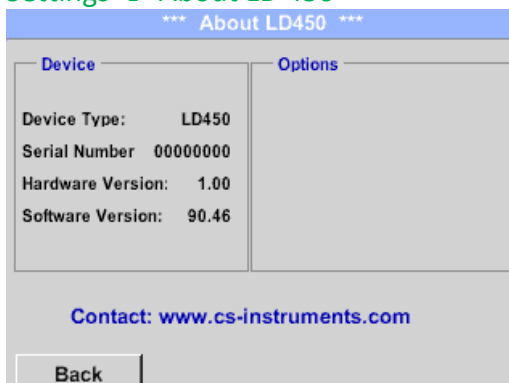 *** About LD450 ***
Device
Options
Device Type: LD450
Serial Number 00000000
Hardware Version: 1.00
Software Version: 90.46
Contact: www.cs-instruments.com
Back